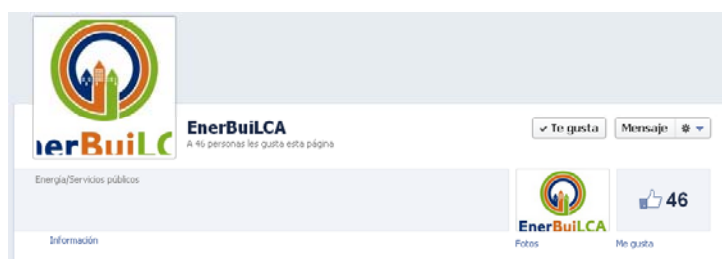 nerBuiLC
EnerBuiLCA
A 46 personas les gusta esta página
Te gusta
Mensaje
Energía/Servicios públicos
46
EnerBuiLCA
Información
Fotos
Me gusta